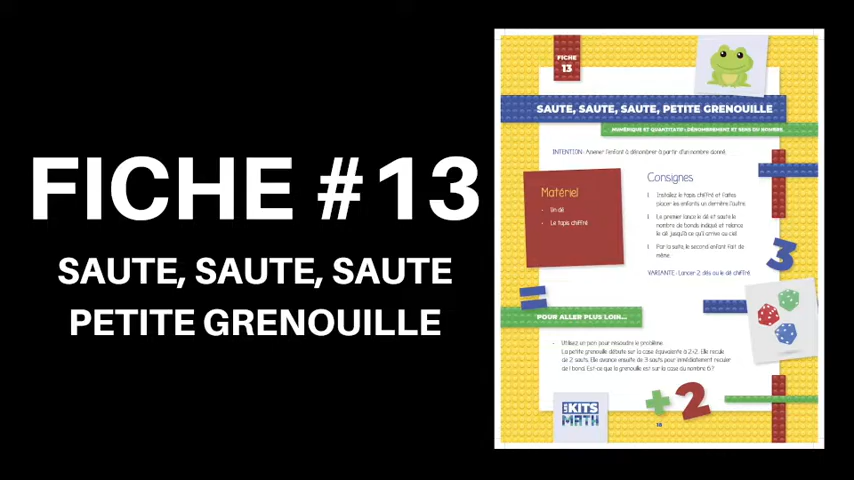 FICHE #13
SAUTE, SAUTE, SAUTE
PETITE GRENOUILLE
FICHE
13
SAUTE, SAUTE, SAUTE, PETITE GRENOUILLE
NUMÉRIQUE ET QUANTITATIF : DÉNOMBREMENT ET SENS DU NOMBRE
INTENTION : Amener l'enfant à dénombrer à partir d'un nombre donné.
Matériel
- Un dé
- Le tapis chiffré
Consignes
1. Installez le tapis chiffré et faites
placer les enfants un derrière l'autre.
2. Le premier lance le dé et saute le
nombre de bonds indiqué et relance
le dé jusqu'à ce qu'il arrive au ciel.
3. Par la suite, le second enfant fait de
même.
VARIANTE : Lancer 2 dés ou le dé chiffré.
3
POUR ALLER PLUS LOIN...
- Utilisez un pion pour résoudre le problème.
La petite grenouille débute sur la case équivalente à 2+2. Elle recule
de 2 sauts. Elle avance ensuite de 3 sauts pour immédiatement reculer
de 1 bond. Est-ce que la grenouille est sur la case du nombre 6 ?
+2
LES KITS
MATH
18